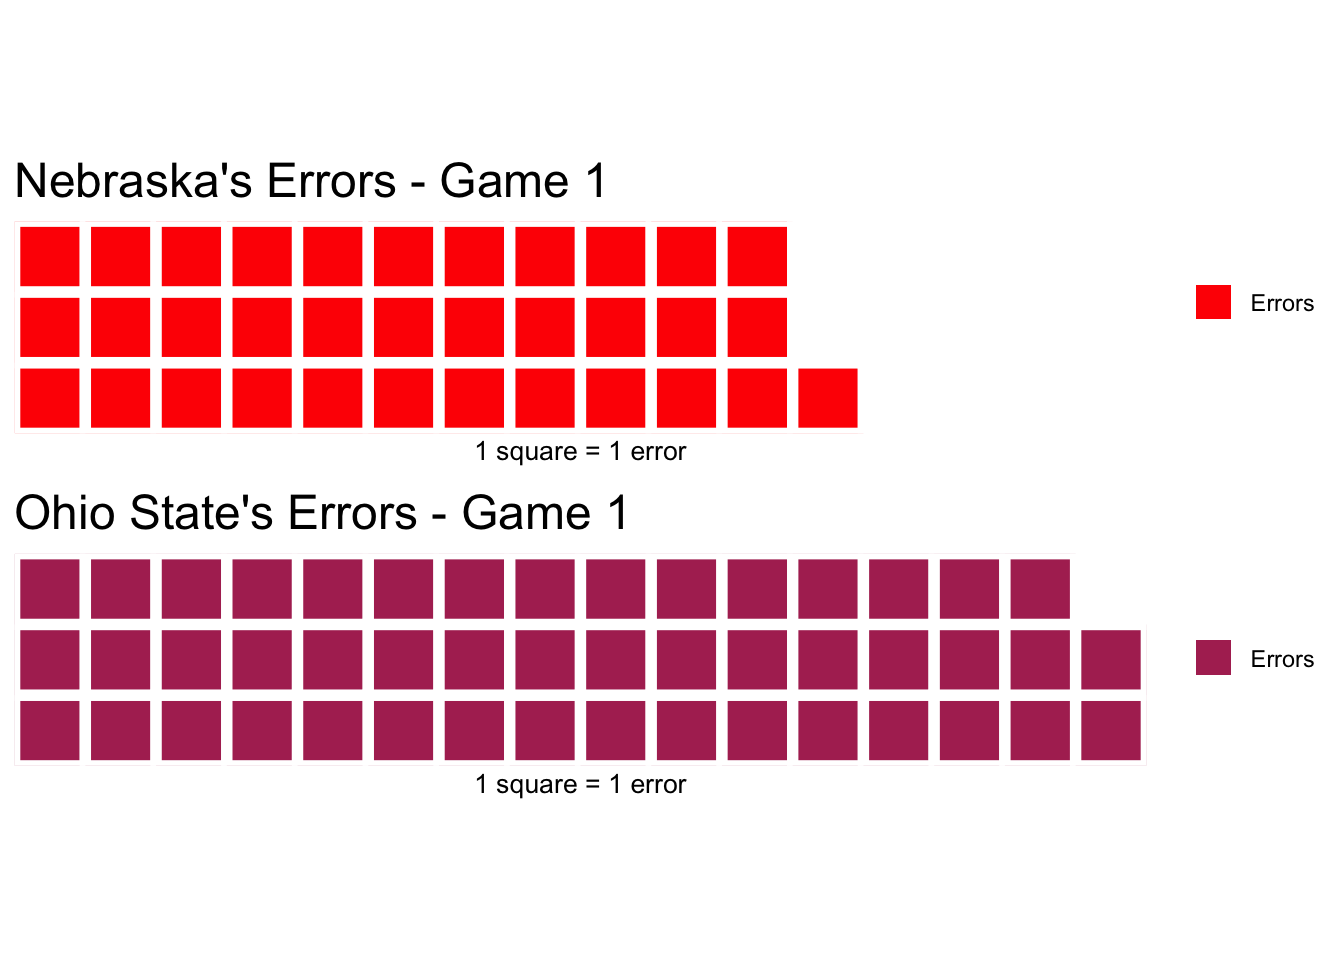 Nebraska's Errors - Game 1
Errors
1 square = 1 error
Ohio State's Errors - Game 1
Errors
1 square = 1 error